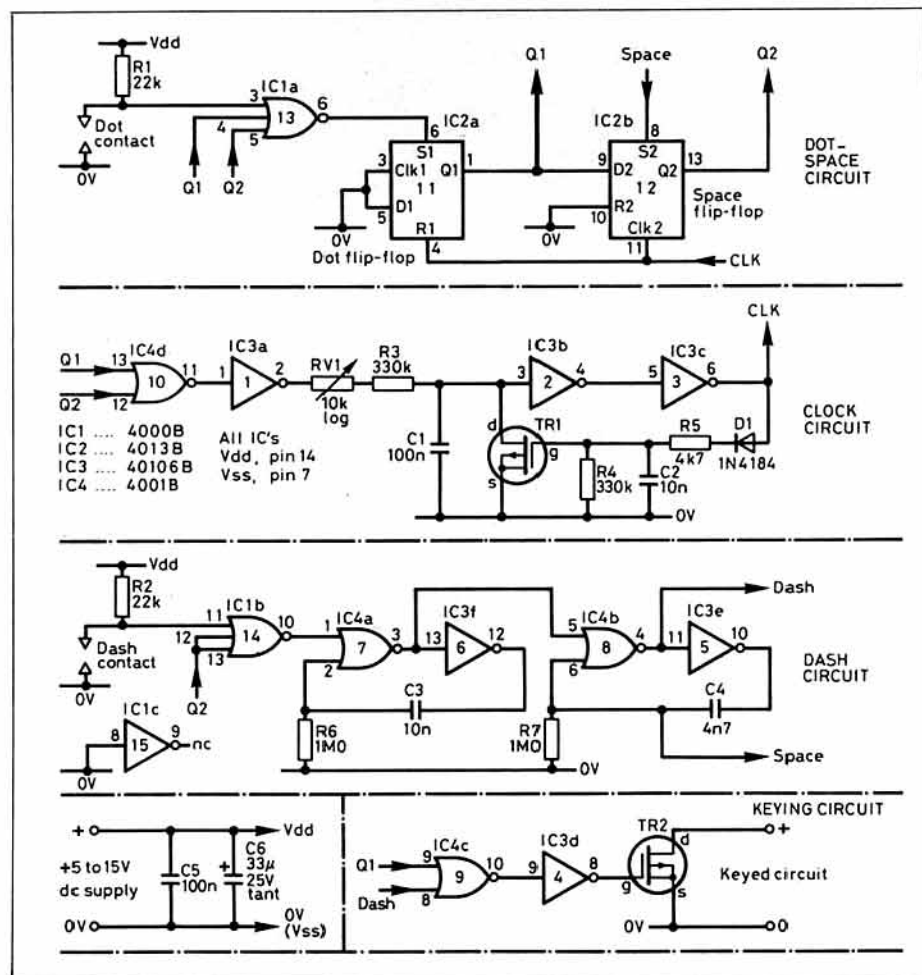 Vdd
R1
22k
Dot
contact
0V
IC1a
3
4
5
13
6
Q1
Q2
IC2a
6
S1
3
Clk1
11
Q1
1
5
D1
R1
4
0V
Dot flip-flop
Q1
Space
Q2
IC2b
8
S2
9
D2
Q2
13
12
10
R2
Clk2
11
0V
Space
flip-flop
CLK
DOT-
SPACE
CIRCUIT
Q1
13
IC4d
10
11
Q2
12
IC3a
1
1
2
RV1
10k
log
R3
330k
IC3b
3
2
4
IC3c
5
3
6
CLK
C1
100n
d
TR1
g
s
R4
330k
C2
10n
R5
4k7
D1
1N4184
0V
CLOCK
CIRCUIT
IC1 .... 4000B
IC2 .... 4013B
IC3 .... 40106B
IC4 .... 4001B
All IC's
Vdd, pin 14
Vss, pin 7
Vdd
R2
22k
Dash
contact
0V
IC1b
11
12
13
14
10
Q2
IC1c
8
15
9
nc
0V
IC4a
1
2
7
3
IC3f
13
6
12
C3
10n
R6
1M0
IC4b
5
6
8
4
IC3e
11
5
10
C4
4n7
R7
1M0
0V
Dash
Space
DASH
CIRCUIT
+
Vdd
+5 to 15V
dc supply
C5
100n
+
C6
33µ
25V
tant
0V
0V
(Vss)
KEYING CIRCUIT
Q1
9
Dash
8
IC4c
9
10
IC3d
9
4
8
TR2
d
g
s
+
Keyed circuit
0V
0